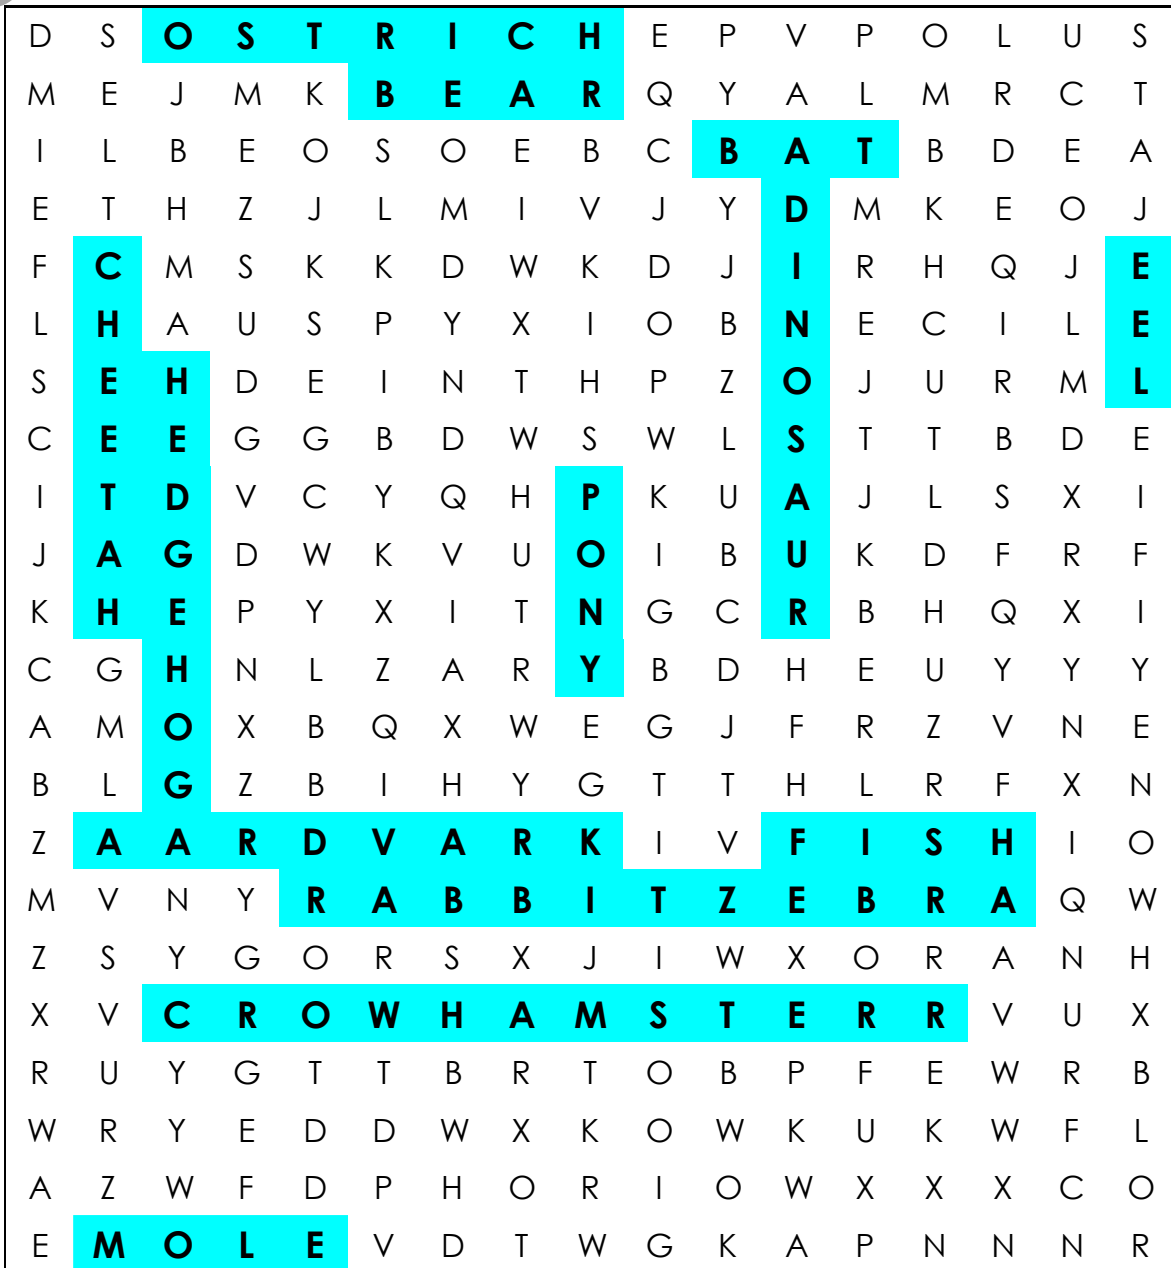 D S O S T R I C H E P V P O L U S
M E J M K B E A R Q Y A L M R C T
I L B E O S O E B C B A T B D E A
E T H Z J L M I V J Y D M K E O J
F C M S K K D W K D J I R H Q J E
L H A U S P Y X I O B N E C I L E
S E H D E I N T H P Z O J U R M L
C E E G G B D W S W L S T T B D E
I T D V C Y Q H P K U A J L S X I
J A G D W K V U O I B U K D F R F
K H E P Y X I T N G C R B H Q X I
C G H N L Z A R Y B D H E U Y Y Y
A M O X B Q X W E G J F R Z V N E
B L G Z B I H Y G T T H L R F X N
Z A A R D V A R K I V F I S H I O
M V N Y R A B B I T Z E B R A Q W
Z S Y G O R S X J I W X O R A N H
X V C R O W H A M S T E R R V U X
R U Y G T T B R T O B P F E W R B
W R Y E D D W X K O W K U K W F L
A Z W F D P H O R I O W X X X C O
E M O L E V D T W G K A P N N N R